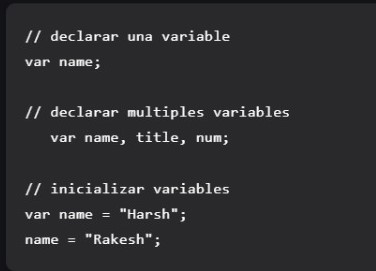 // declarar una variable
var name;
// declarar multiples variables
var name, title, num;
// inicializar variables
var name = "Harsh";
name = "Rakesh";